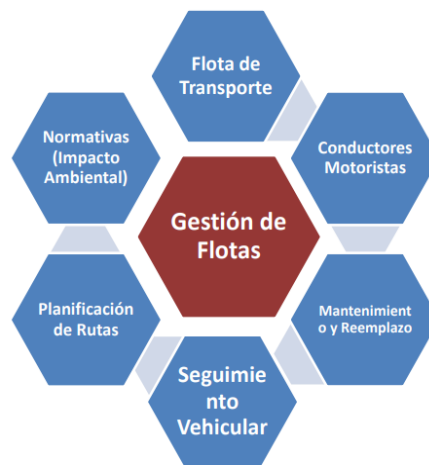 Flota de
Transporte
Normativas
(Impacto
Ambiental)
Conductores
Motoristas
Gestión de
Flotas
Planificación
de Rutas
Mantenimient
o y Reemplazo
Seguimie
nto
Vehicular